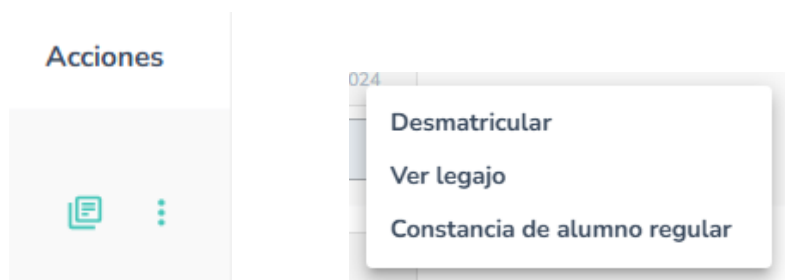 Acciones
024
Desmatricular
Ver legajo
Constancia de alumno regular